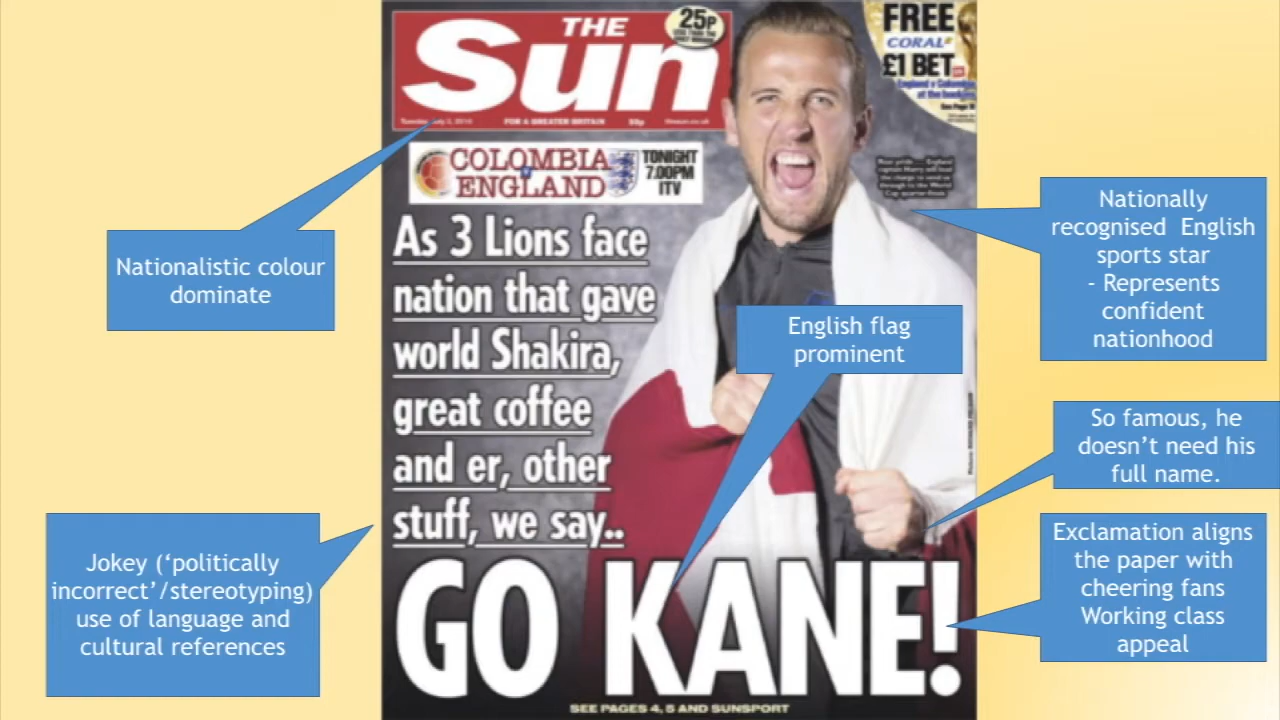 THE
Sun
25p
FREE
CORAL
£1 BET
FOR A GREATER BRITAIN
50p
COLOMBIA
v
ENGLAND
TONIGHT
7.00PM
ITV
As 3 Lions face
nation that gave
world Shakira,
great coffee
and er, other
stuff, we say..
GO KANE!
SEE PAGES 4, 5 AND SUNSPORT
Nationalistic colour
dominate
Jokey (‘politically
incorrect’/stereotyping)
use of language and
cultural references
English flag
prominent
Nationally
recognised English
sports star
- Represents
confident
nationhood
So famous, he
doesn’t need his
full name.
Exclamation aligns
the paper with
cheering fans
Working class
appeal